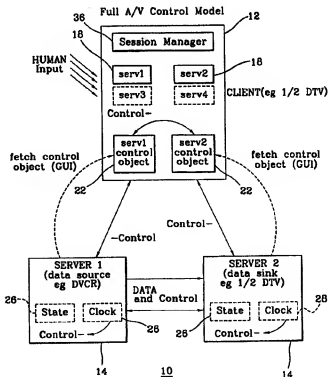 Full A/V Control Model
36
12
Session Manager
18
18
HUMAN
Input
serv1
serv2
serv3
serv4
CLIENT(eg 1/2 DTV)
Control-
serv1
control
object
serv2
control
object
fetch control
object (GUI)
fetch control
object (GUI)
22
22
-Control
Control-
SERVER 1
(data source
eg DVCR)
SERVER 2
(data sink
eg 1/2 DTV)
DATA
and Control
26
State
Clock
26
Control-
26
State
Clock
26
Control-
14
14
10